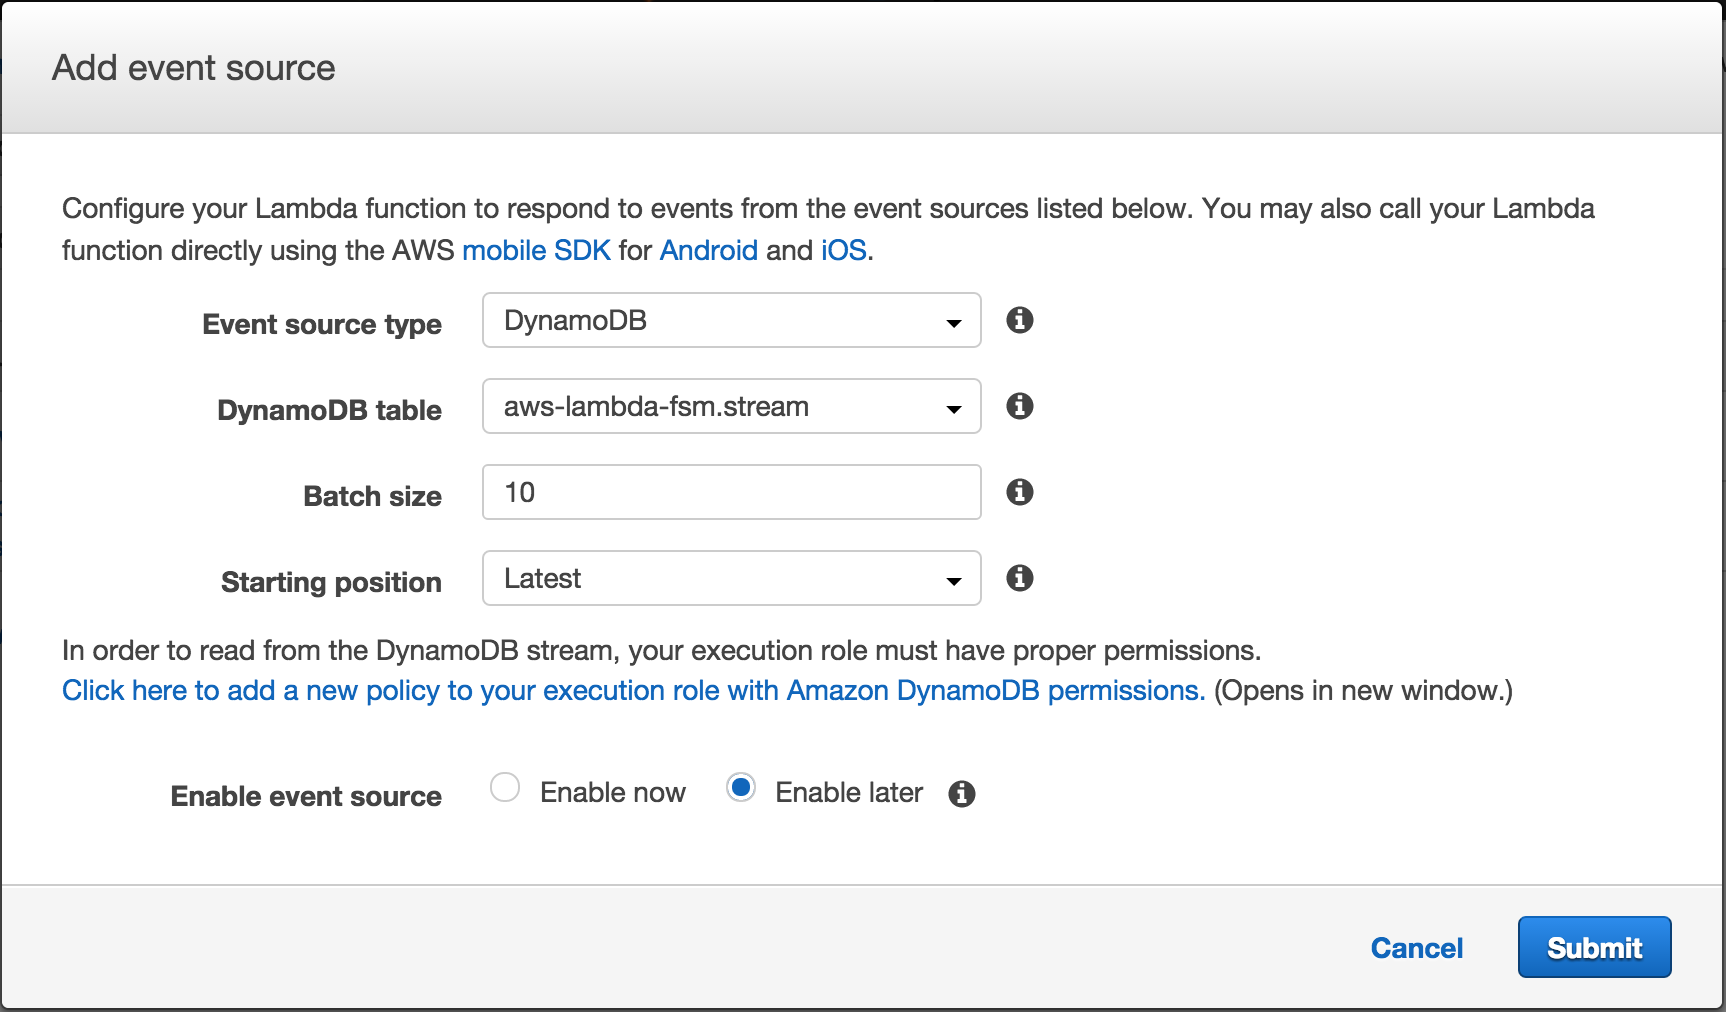 Add event source
Configure your Lambda function to respond to events from the event sources listed below. You may also call your Lambda
function directly using the AWS mobile SDK for Android and iOS.
Event source type DynamoDB
DynamoDB table aws-lambda-fsm.stream
Batch size 10
Starting position Latest
In order to read from the DynamoDB stream, your execution role must have proper permissions.
Click here to add a new policy to your execution role with Amazon DynamoDB permissions. (Opens in new window.)
Enable event source Enable now Enable later
Cancel Submit